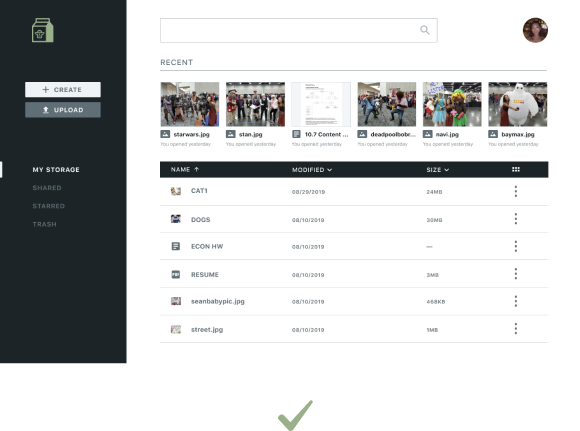 + CREATE
UPLOAD
MY STORAGE
SHARED
STARRED
TRASH
RECENT
starwars.jpg
You opened yesterday
stan.jpg
You opened yesterday
10.7 Content ...
You opened yesterday
deadpoolbobr...
You opened yesterday
navi.jpg
You opened yesterday
baymax.jpg
You opened yesterday
NAME ↑ MODIFIED SIZE
CAT1 08/29/2019 24MB
DOGS 08/10/2019 30MB
ECON HW 08/10/2019 —
RESUME 08/10/2019 3MB
seanbabypic.jpg 08/10/2019 468KB
street.jpg 08/10/2019 1MB